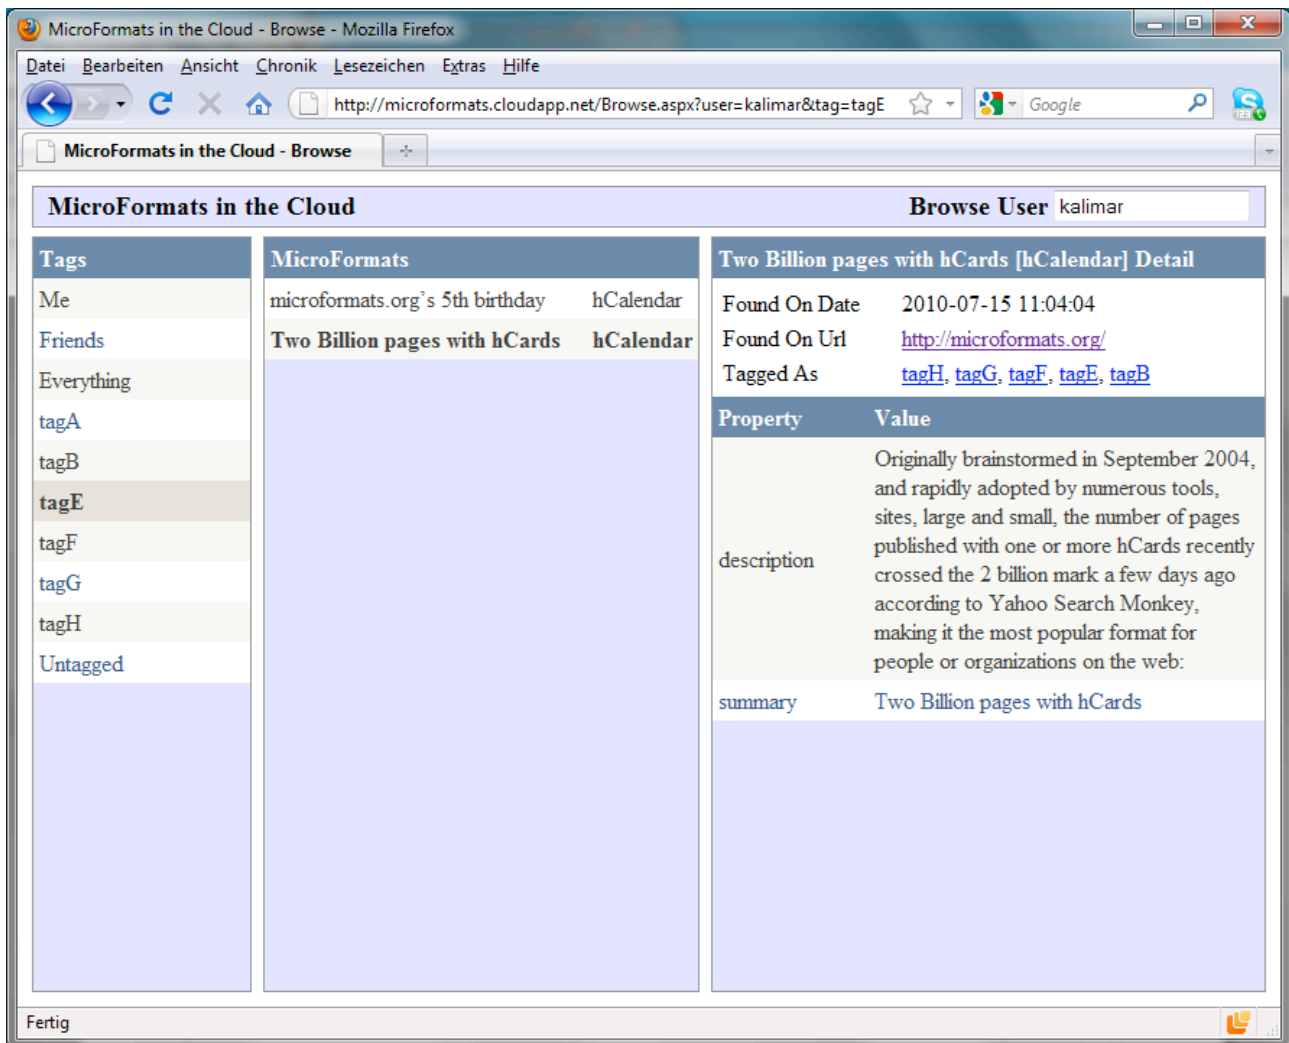 MicroFormats in the Cloud - Browse - Mozilla Firefox
Datei Bearbeiten Ansicht Chronik Lesezeichen Extras Hilfe
http://microformats.cloudapp.net/Browse.aspx?user=kalimar&tag=tagE Google
MicroFormats in the Cloud - Browse
MicroFormats in the Cloud Browse User kalimar
Tags
Me
Friends
Everything
tagA
tagB
tagE
tagF
tagG
tagH
Untagged
MicroFormats
microformats.org's 5th birthday hCalendar
Two Billion pages with hCards hCalendar
Two Billion pages with hCards [hCalendar] Detail
Found On Date 2010-07-15 11:04:04
Found On Url http://microformats.org/
Tagged As tagH, tagG, tagF, tagE, tagB
Property Value
description
Originally brainstormed in September 2004,
and rapidly adopted by numerous tools,
sites, large and small, the number of pages
published with one or more hCards recently
crossed the 2 billion mark a few days ago
according to Yahoo Search Monkey,
making it the most popular format for
people or organizations on the web:
summary Two Billion pages with hCards
Fertig